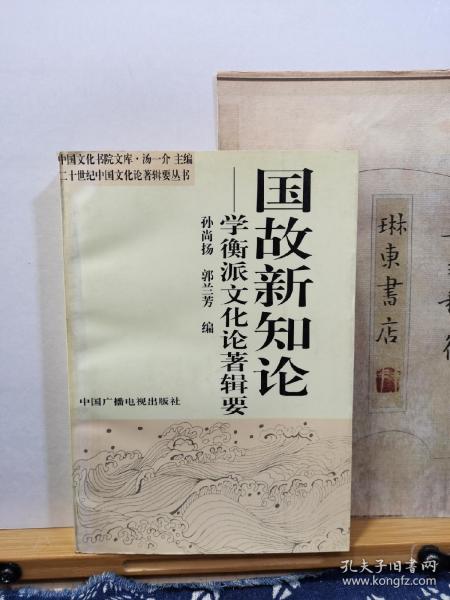 中国文化书院文库·汤一介 主编
二十世纪中国文化论著辑要丛书
国故新知论
——学衡派文化论著辑要
孙尚扬 郭兰芳 编
中国广播电视出版社
琳東書店
孔夫子旧书网
www.kongfz.com